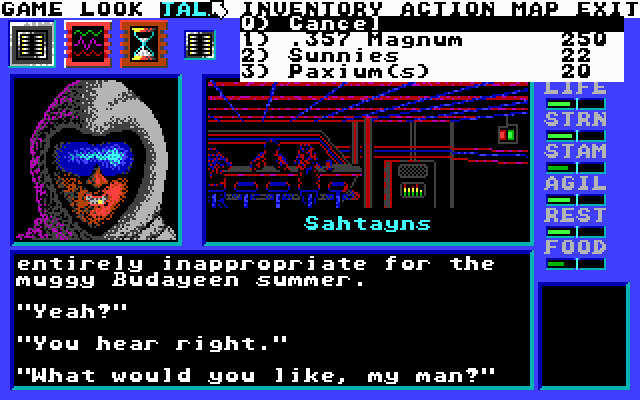 GAME LOOK TAL INVENTORY ACTION MAP EXIT
0) Cancel
1) .357 Magnum 250
2) Sunnies 22
3) Paxium(s) 20
LIFE
STRN
STAM
AGIL
REST
FOOD
Sahtayns
entirely inappropriate for the
muggy Budayeen summer.
"Yeah?"
"You hear right."
"What would you like, my man?"